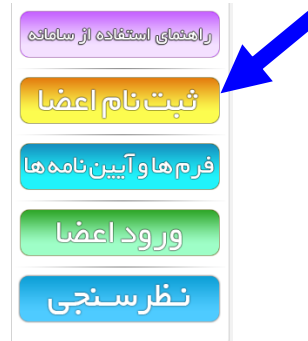 راهنمای استفاده از سامانه
ثبت نام اعضا
فرم ها و آیین نامه ها
ورود اعضا
نظرسنجی